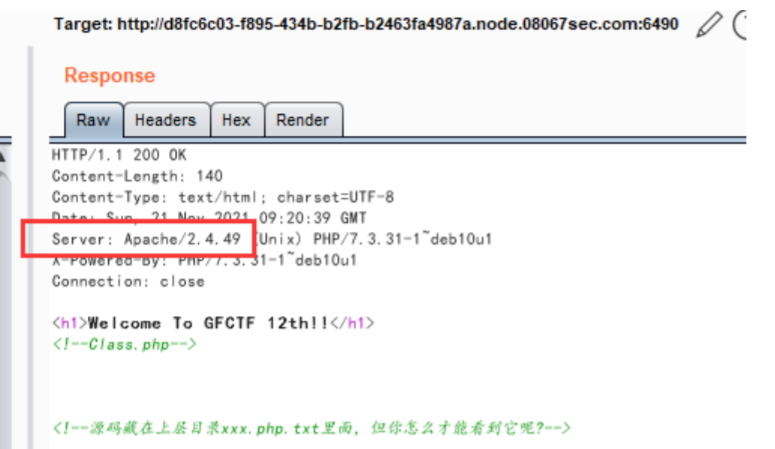 Target: http://d8fc6c03-f895-434b-b2fb-b2463fa4987a.node.08067sec.com:6490
Response
Raw Headers Hex Render
HTTP/1.1 200 OK
Content-Length: 140
Content-Type: text/html; charset=UTF-8
Date: Sun, 21 Nov 2021 09:20:39 GMT
Server: Apache/2.4.49 (Unix) PHP/7.3.31-1~deb10u1
X-Powered-By: PHP/7.3.31-1~deb10u1
Connection: close
<h1>Welcome To GFCTF 12th!!</h1>
<!--Class.php-->
<!--源码藏在上层目录xxx.php.txt里面，但你怎么才能看到它呢?-->